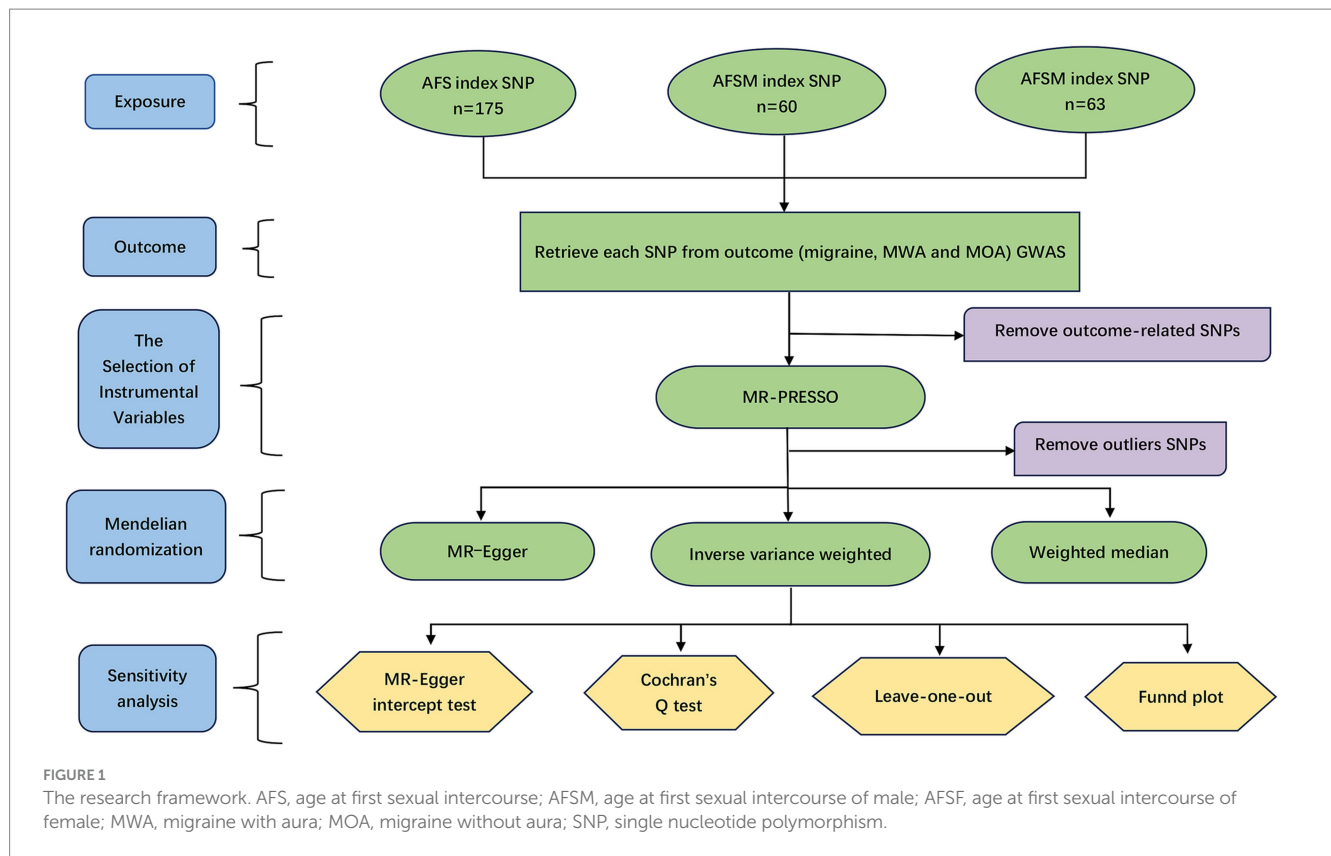 Exposure
AFS index SNP
n=175
AFSM index SNP
n=60
AFSM index SNP
n=63
Outcome
Retrieve each SNP from outcome (migraine, MWA and MOA) GWAS
The
Selection of
Instrumental
Variables
Remove outcome-related SNPs
MR-PRESSO
Remove outliers SNPs
Mendelian
randomization
MR-Egger
Inverse variance weighted
Weighted median
Sensitivity
analysis
MR-Egger
intercept test
Cochran's
Q test
Leave-one-out
Funnd plot
FIGURE 1
The research framework. AFS, age at first sexual intercourse; AFSM, age at first sexual intercourse of male; AFSF, age at first sexual intercourse of
female; MWA, migraine with aura; MOA, migraine without aura; SNP, single nucleotide polymorphism.